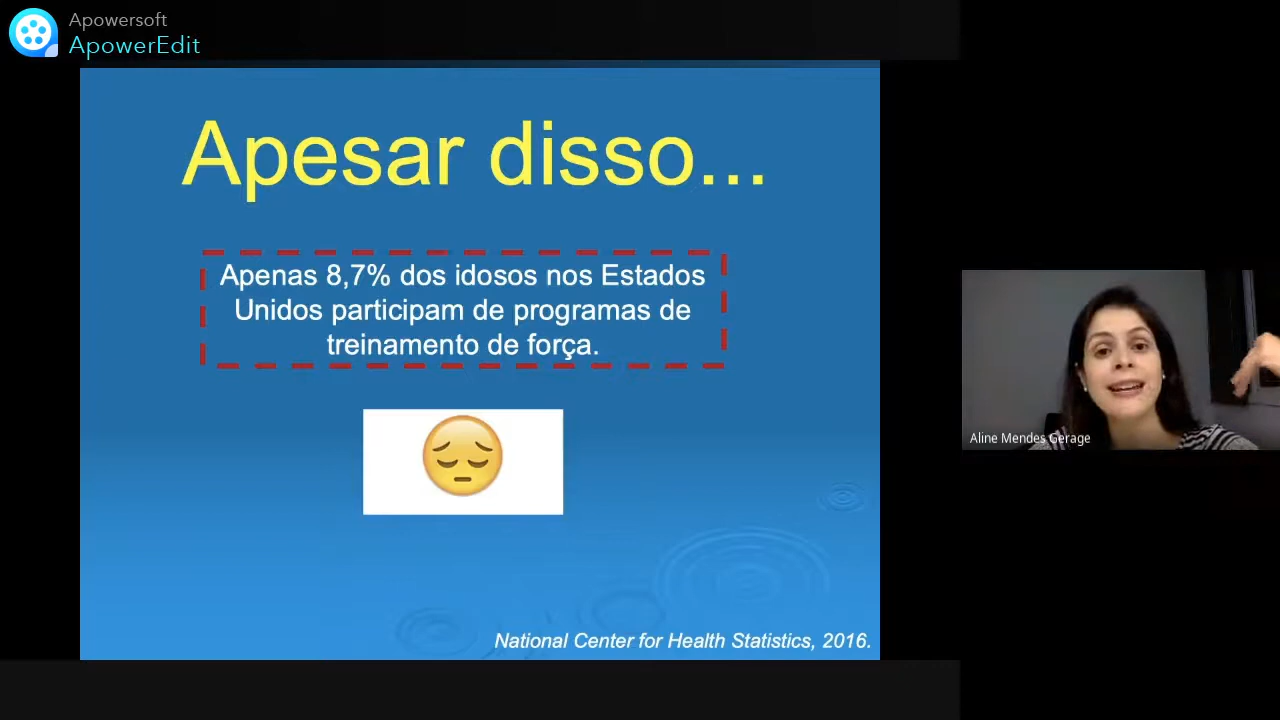 Apowersoft
ApowerEdit
Apesar disso...
Apenas 8,7% dos idosos nos Estados
Unidos participam de programas de
treinamento de força.
Aline Mendes Gerage
National Center for Health Statistics, 2016.